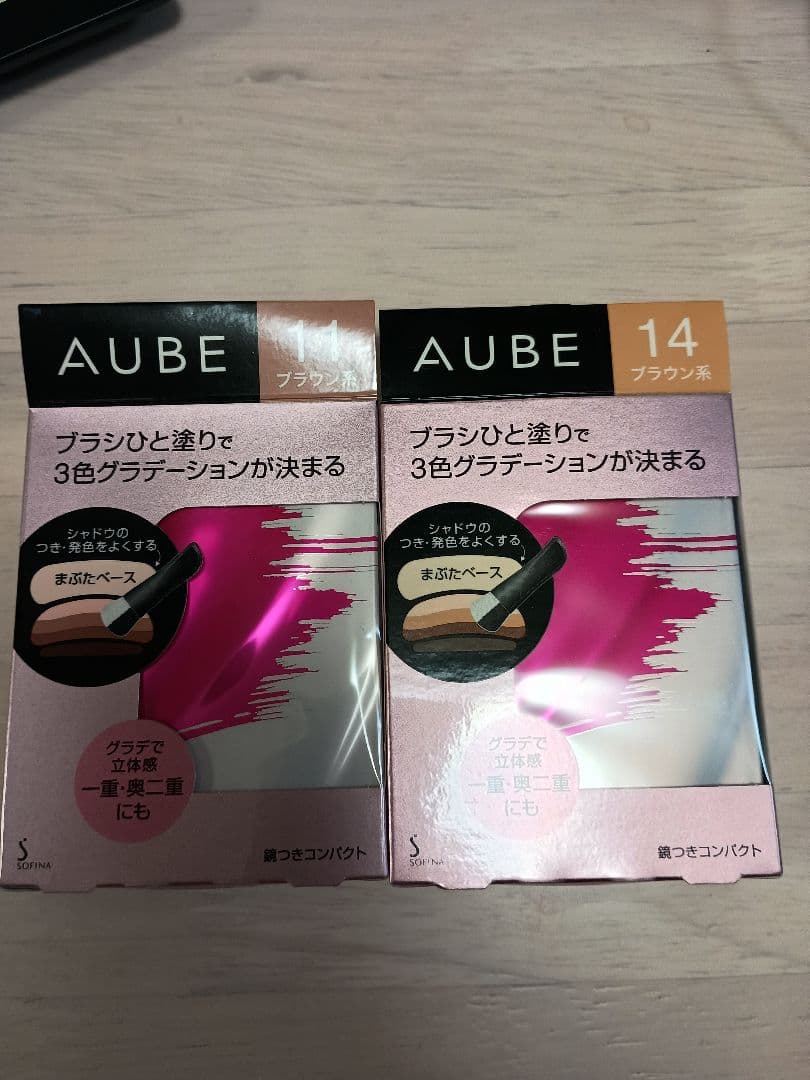 AUBE
11
ブラウン系
ブラシひと塗りで
3色グラデーションが決まる
シャドウの
つき・発色をよくする
まぶたベース
グラデで
立体感
一重・奥二重
にも
SOFINA
鏡つきコンパクト
AUBE
14
ブラウン系
ブラシひと塗りで
3色グラデーションが決まる
シャドウの
つき・発色をよくする
まぶたベース
グラデで
立体感
一重・奥二重
にも
SOFINA
鏡つきコンパクト